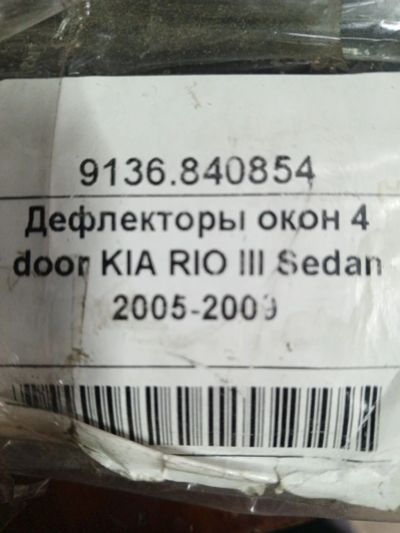 9136.840854
Дефлекторы окон 4
door KIA RIO III Sedan
2005-2009